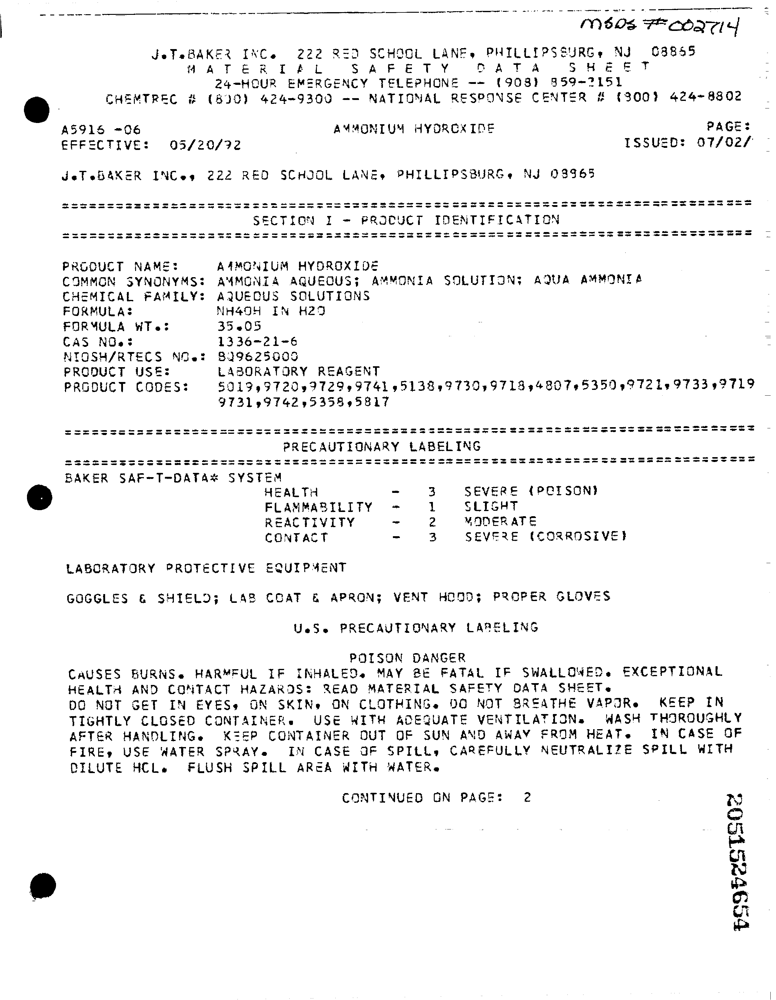 MSDS #002714
J.T.BAKER INC. 222 RED SCHOOL LANE, PHILLIPSBURG, NJ 08865
M A T E R I A L S A F E T Y D A T A S H E E T
24-HOUR EMERGENCY TELEPHONE -- (908) 859-2151
CHEMTREC # (800) 424-9300 -- NATIONAL RESPONSE CENTER # (800) 424-8802
A5916 -06 AMMONIUM HYDROXIDE PAGE:
EFFECTIVE: 05/20/92 ISSUED: 07/02/
J.T.BAKER INC., 222 RED SCHOOL LANE, PHILLIPSBURG, NJ 08865
SECTION I - PRODUCT IDENTIFICATION
PRODUCT NAME: AMMONIUM HYDROXIDE
COMMON SYNONYMS: AMMONIA AQUEOUS; AMMONIA SOLUTION; AQUA AMMONIA
CHEMICAL FAMILY: AQUEOUS SOLUTIONS
FORMULA: NH4OH IN H2O
FORMULA WT.: 35.05
CAS NO.: 1336-21-6
NIOSH/RTECS NO.: BQ9625000
PRODUCT USE: LABORATORY REAGENT
PRODUCT CODES: 5019,9720,9729,9741,5138,9730,9718,4807,5350,9721,9733,9719
9731,9742,5358,5817
PRECAUTIONARY LABELING
BAKER SAF-T-DATA* SYSTEM
HEALTH - 3 SEVERE (POISON)
FLAMMABILITY - 1 SLIGHT
REACTIVITY - 2 MODERATE
CONTACT - 3 SEVERE (CORROSIVE)
LABORATORY PROTECTIVE EQUIPMENT
GOGGLES & SHIELD; LAB COAT & APRON; VENT HOOD; PROPER GLOVES
U.S. PRECAUTIONARY LABELING
POISON DANGER
CAUSES BURNS. HARMFUL IF INHALED. MAY BE FATAL IF SWALLOWED. EXCEPTIONAL
HEALTH AND CONTACT HAZARDS: READ MATERIAL SAFETY DATA SHEET.
DO NOT GET IN EYES, ON SKIN, ON CLOTHING. DO NOT BREATHE VAPOR. KEEP IN
TIGHTLY CLOSED CONTAINER. USE WITH ADEQUATE VENTILATION. WASH THOROUGHLY
AFTER HANDLING. KEEP CONTAINER OUT OF SUN AND AWAY FROM HEAT. IN CASE OF
FIRE, USE WATER SPRAY. IN CASE OF SPILL, CAREFULLY NEUTRALIZE SPILL WITH
DILUTE HCL. FLUSH SPILL AREA WITH WATER.
CONTINUED ON PAGE: 2
2051524654